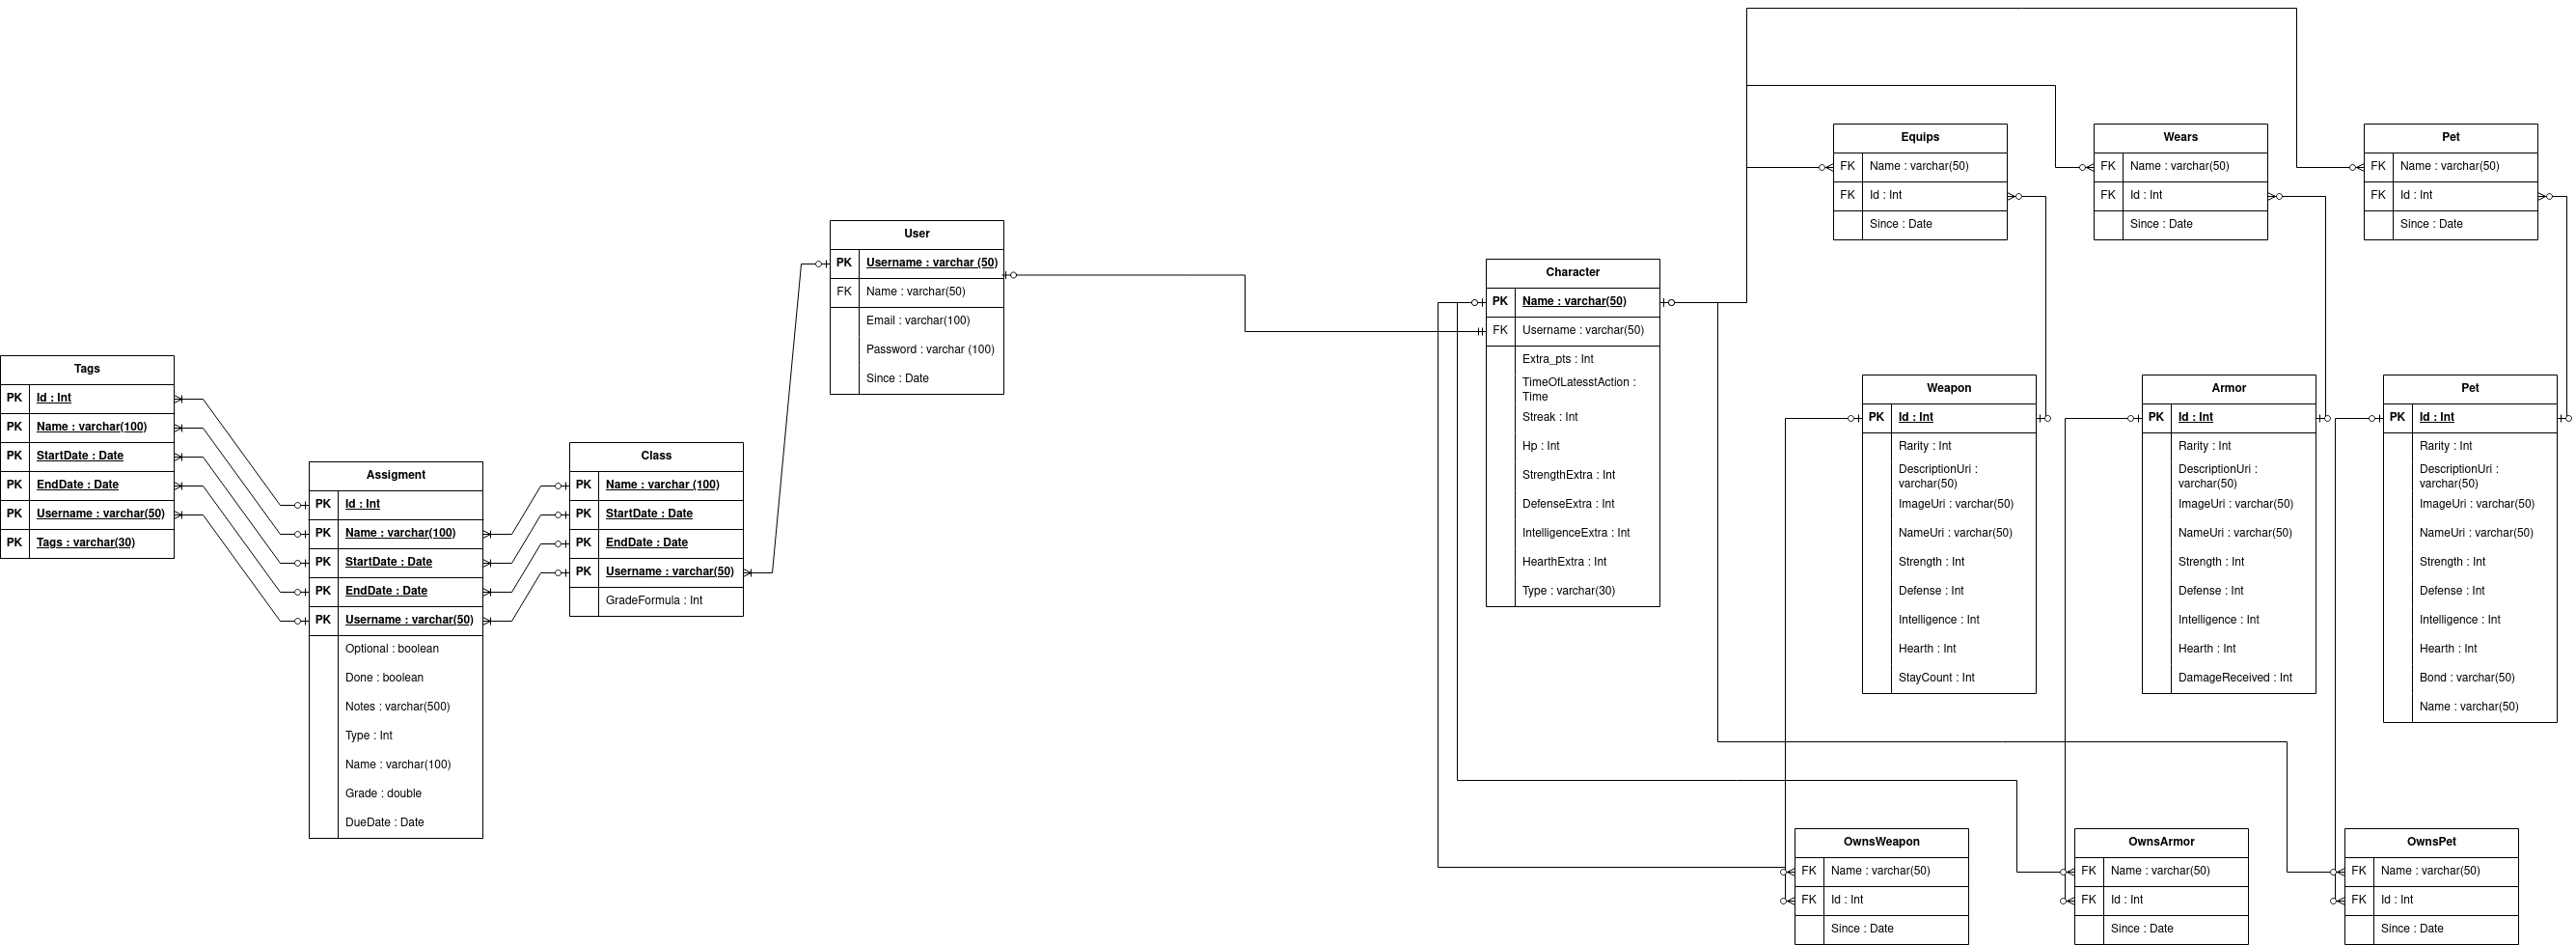 Tags
PK Id : Int
PK Name : varchar(100)
PK StartDate : Date
PK EndDate : Date
PK Username : varchar(50)
PK Tags : varchar(30)
Assigment
PK Id : Int
PK Name : varchar(100)
PK StartDate : Date
PK EndDate : Date
PK Username : varchar(50)
Optional : boolean
Done : boolean
Notes : varchar(500)
Type : Int
Name : varchar(100)
Grade : double
DueDate : Date
Class
PK Name : varchar (100)
PK StartDate : Date
PK EndDate : Date
PK Username : varchar(50)
GradeFormula : Int
User
PK Username : varchar (50)
FK Name : varchar(50)
Email : varchar(100)
Password : varchar (100)
Since : Date
Character
PK Name : varchar(50)
FK Username : varchar(50)
Extra_pts : Int
TimeOfLatesstAction :
Time
Streak : Int
Hp : Int
StrengthExtra : Int
DefenseExtra : Int
IntelligenceExtra : Int
HearthExtra : Int
Type : varchar(30)
Equips
FK Name : varchar(50)
FK Id : Int
Since : Date
Wears
FK Name : varchar(50)
FK Id : Int
Since : Date
Pet
FK Name : varchar(50)
FK Id : Int
Since : Date
Weapon
PK Id : Int
Rarity : Int
DescriptionUri :
varchar(50)
ImageUri : varchar(50)
NameUri : varchar(50)
Strength : Int
Defense : Int
Intelligence : Int
Hearth : Int
StayCount : Int
Armor
PK Id : Int
Rarity : Int
DescriptionUri :
varchar(50)
ImageUri : varchar(50)
NameUri : varchar(50)
Strength : Int
Defense : Int
Intelligence : Int
Hearth : Int
DamageReceived : Int
Pet
PK Id : Int
Rarity : Int
DescriptionUri :
varchar(50)
ImageUri : varchar(50)
NameUri : varchar(50)
Strength : Int
Defense : Int
Intelligence : Int
Hearth : Int
Bond : varchar(50)
Name : varchar(50)
OwnsWeapon
FK Name : varchar(50)
FK Id : Int
Since : Date
OwnsArmor
FK Name : varchar(50)
FK Id : Int
Since : Date
OwnsPet
FK Name : varchar(50)
FK Id : Int
Since : Date